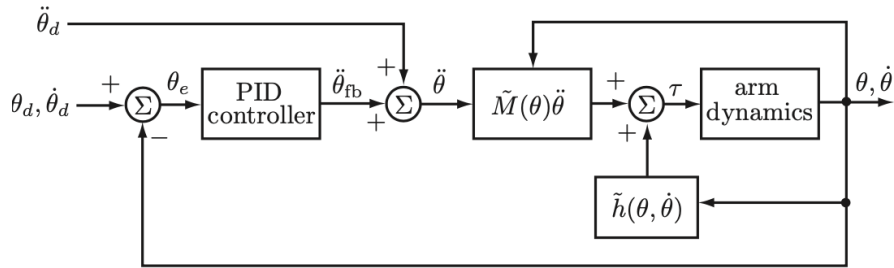 θ̈_d
θ_d, θ̇_d
+
−
Σ
θ_e
PID
controller
θ̈_fb
+
+
Σ
θ̈
M̃(θ)θ̈
+
+
Σ
τ
arm
dynamics
θ, θ̇
h̃(θ, θ̇)